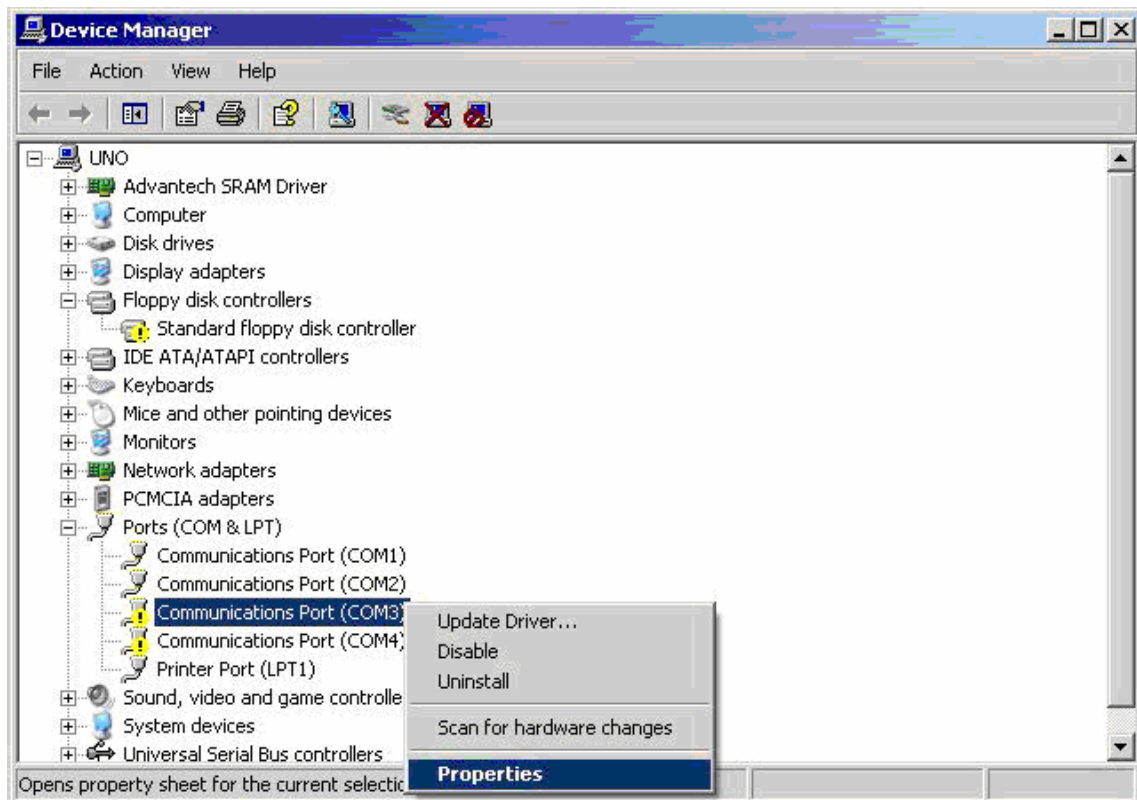 Device Manager
File Action View Help
UNO
Advantech SRAM Driver
Computer
Disk drives
Display adapters
Floppy disk controllers
Standard floppy disk controller
IDE ATA/ATAPI controllers
Keyboards
Mice and other pointing devices
Monitors
Network adapters
PCMCIA adapters
Ports (COM & LPT)
Communications Port (COM1)
Communications Port (COM2)
Communications Port (COM3)
Communications Port (COM4)
Printer Port (LPT1)
Sound, video and game controlle
System devices
Universal Serial Bus controllers
Update Driver...
Disable
Uninstall
Scan for hardware changes
Properties
Opens property sheet for the current selectio